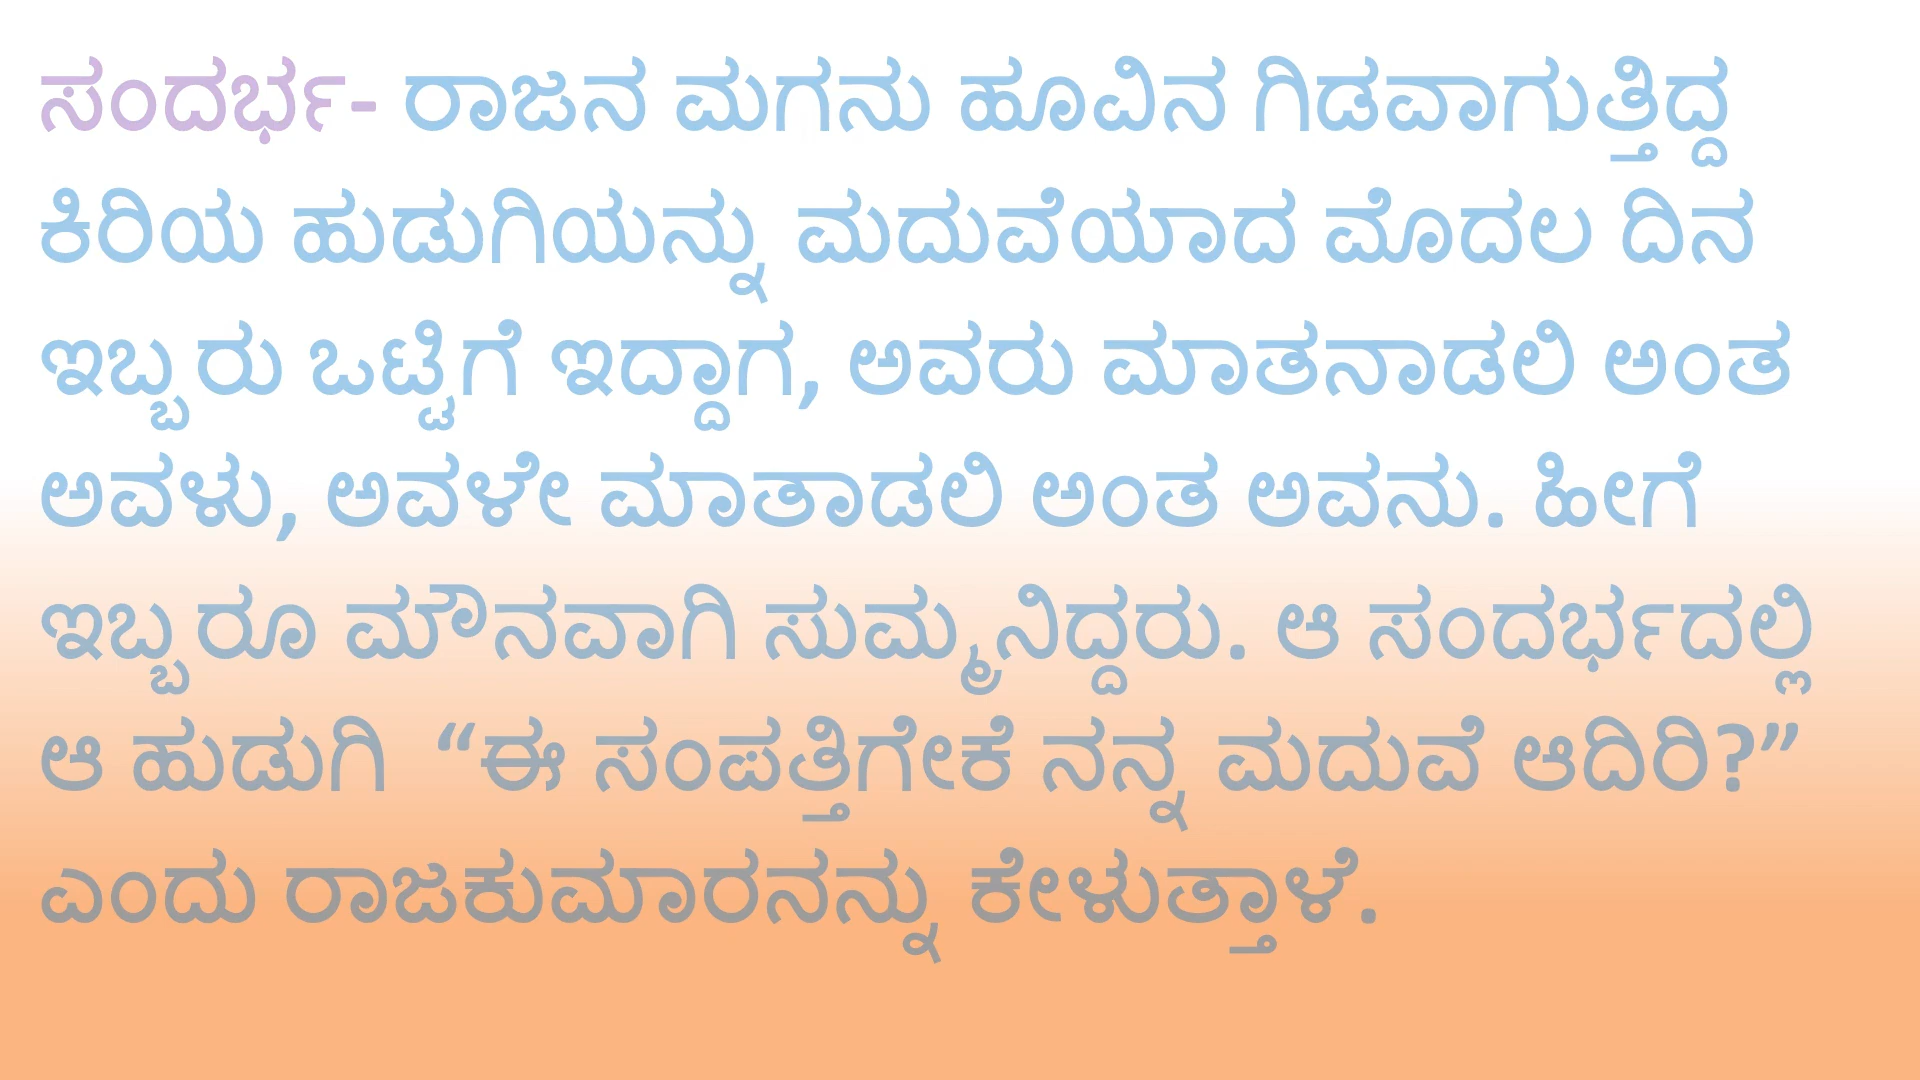 ಸಂದರ್ಭ- ರಾಜನ ಮಗನು ಹೂವಿನ ಗಿಡವಾಗುತ್ತಿದ್ದ
ಕಿರಿಯ ಹುಡುಗಿಯನ್ನು ಮದುವೆಯಾದ ಮೊದಲ ದಿನ
ಇಬ್ಬರು ಒಟ್ಟಿಗೆ ಇದ್ದಾಗ, ಅವರು ಮಾತನಾಡಲಿ ಅಂತ
ಅವಳು, ಅವಳೇ ಮಾತಾಡಲಿ ಅಂತ ಅವನು. ಹೀಗೆ
ಇಬ್ಬರೂ ಮೌನವಾಗಿ ಸುಮ್ಮನಿದ್ದರು. ಆ ಸಂದರ್ಭದಲ್ಲಿ
ಆ ಹುಡುಗಿ “ಈ ಸಂಪತ್ತಿಗೇಕೆ ನನ್ನ ಮದುವೆ ಆದಿರಿ?”
ಎಂದು ರಾಜಕುಮಾರನನ್ನು ಕೇಳುತ್ತಾಳೆ.